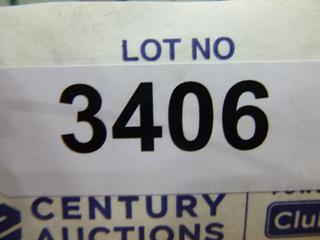 LOT NO
3406
CENTURY
AUCTIONS
Club